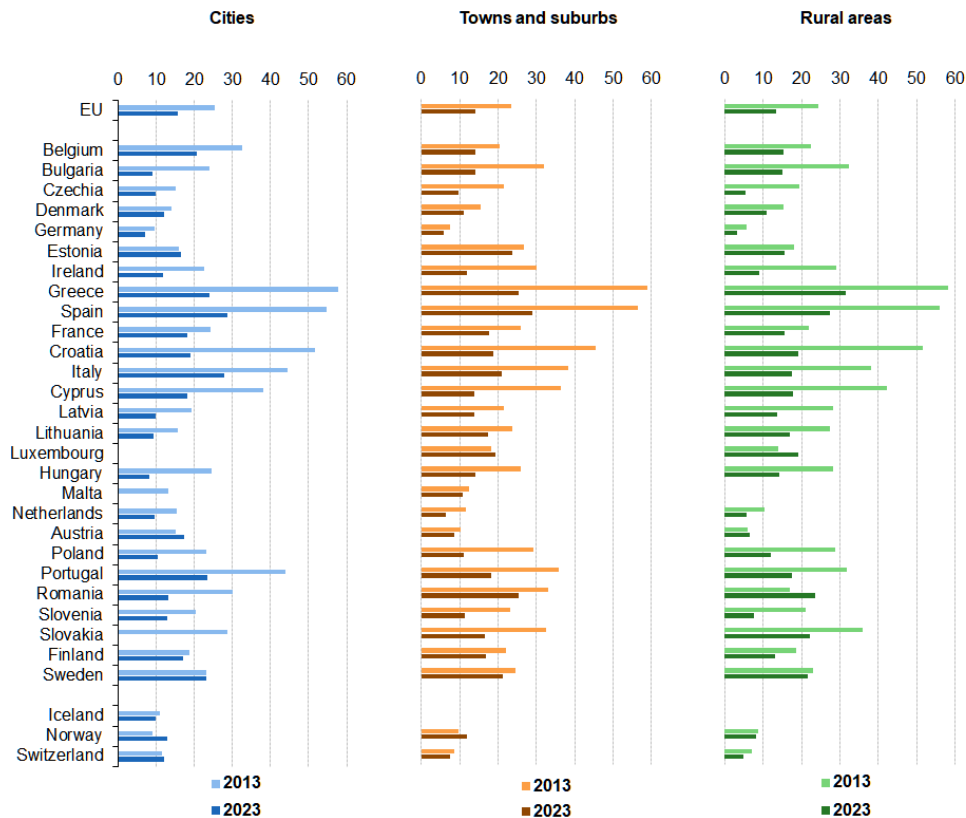 Cities Towns and suburbs Rural areas
0 10 20 30 40 50 60 0 10 20 30 40 50 60 0 10 20 30 40 50 60
EU
Belgium
Bulgaria
Czechia
Denmark
Germany
Estonia
Ireland
Greece
Spain
France
Croatia
Italy
Cyprus
Latvia
Lithuania
Luxembourg
Hungary
Malta
Netherlands
Austria
Poland
Portugal
Romania
Slovenia
Slovakia
Finland
Sweden
Iceland
Norway
Switzerland
2013 2013 2013
2023 2023 2023